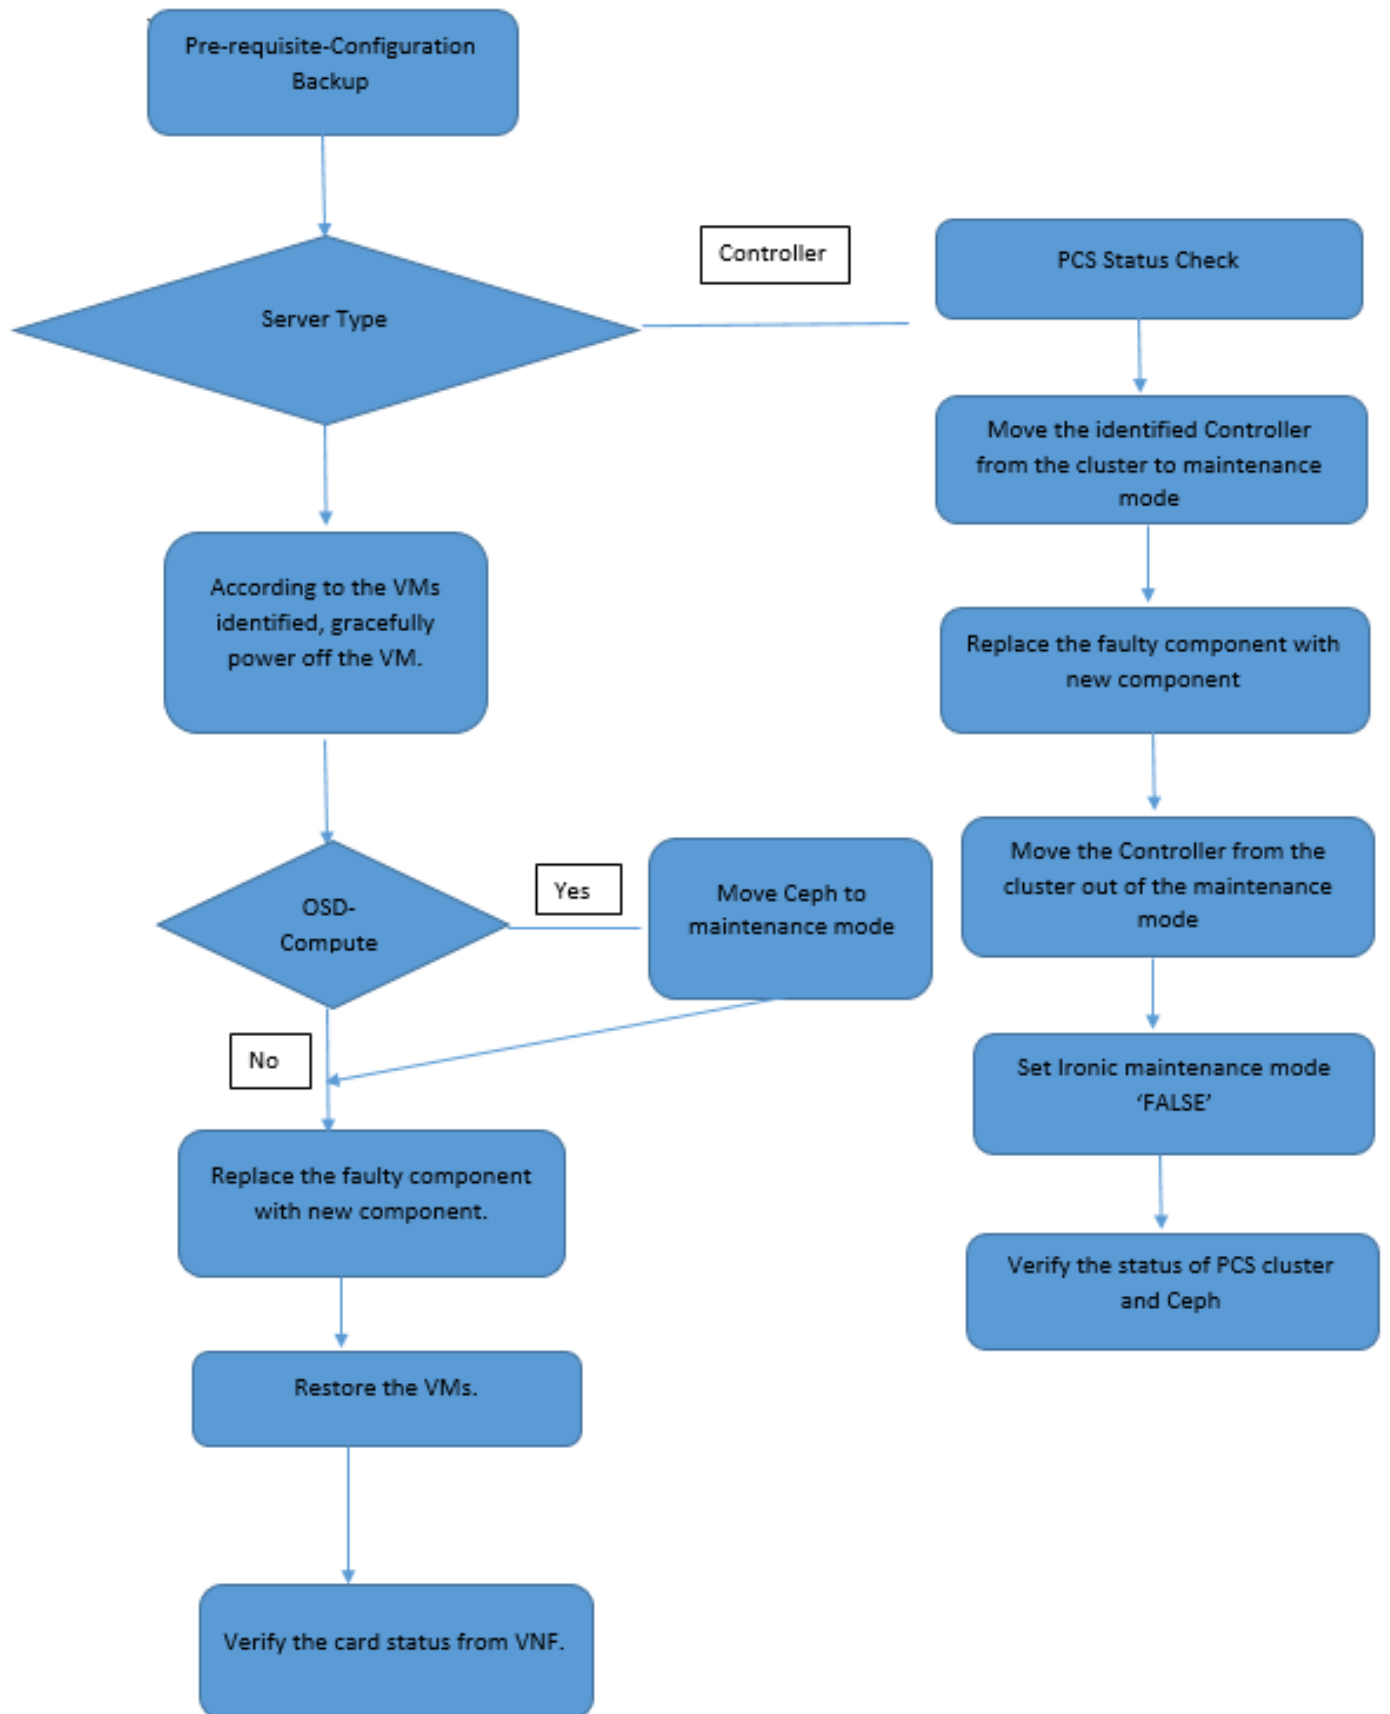 Pre-requisite-Configuration
Backup
Server Type
Controller
PCS Status Check
Move the identified Controller
from the cluster to maintenance
mode
According to the VMs
identified, gracefully
power off the VM.
Replace the faulty component with
new component
Move the Controller from the
cluster out of the maintenance
mode
OSD-
Compute
Yes
Move Ceph to
maintenance mode
No
Set Ironic maintenance mode
‘FALSE’
Replace the faulty component
with new component.
Verify the status of PCS cluster
and Ceph
Restore the VMs.
Verify the card status from VNF.